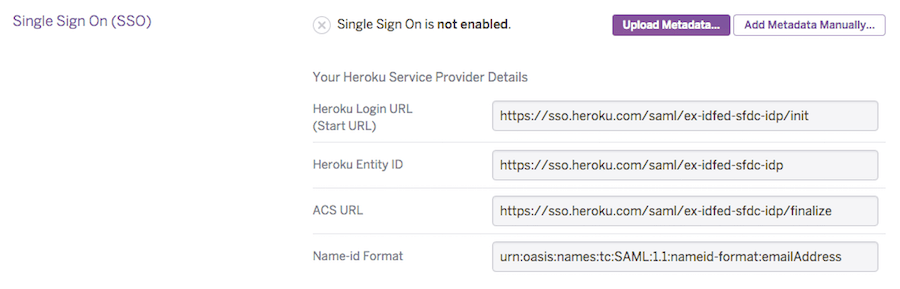 Single Sign On (SSO)
Single Sign On is not enabled.
Upload Metadata...
Add Metadata Manually...
Your Heroku Service Provider Details
Heroku Login URL
(Start URL)
https://sso.heroku.com/saml/ex-idfed-sfdc-idp/init
Heroku Entity ID
https://sso.heroku.com/saml/ex-idfed-sfdc-idp
ACS URL
https://sso.heroku.com/saml/ex-idfed-sfdc-idp/finalize
Name-id Format
urn:oasis:names:tc:SAML:1.1:nameid-format:emailAddress